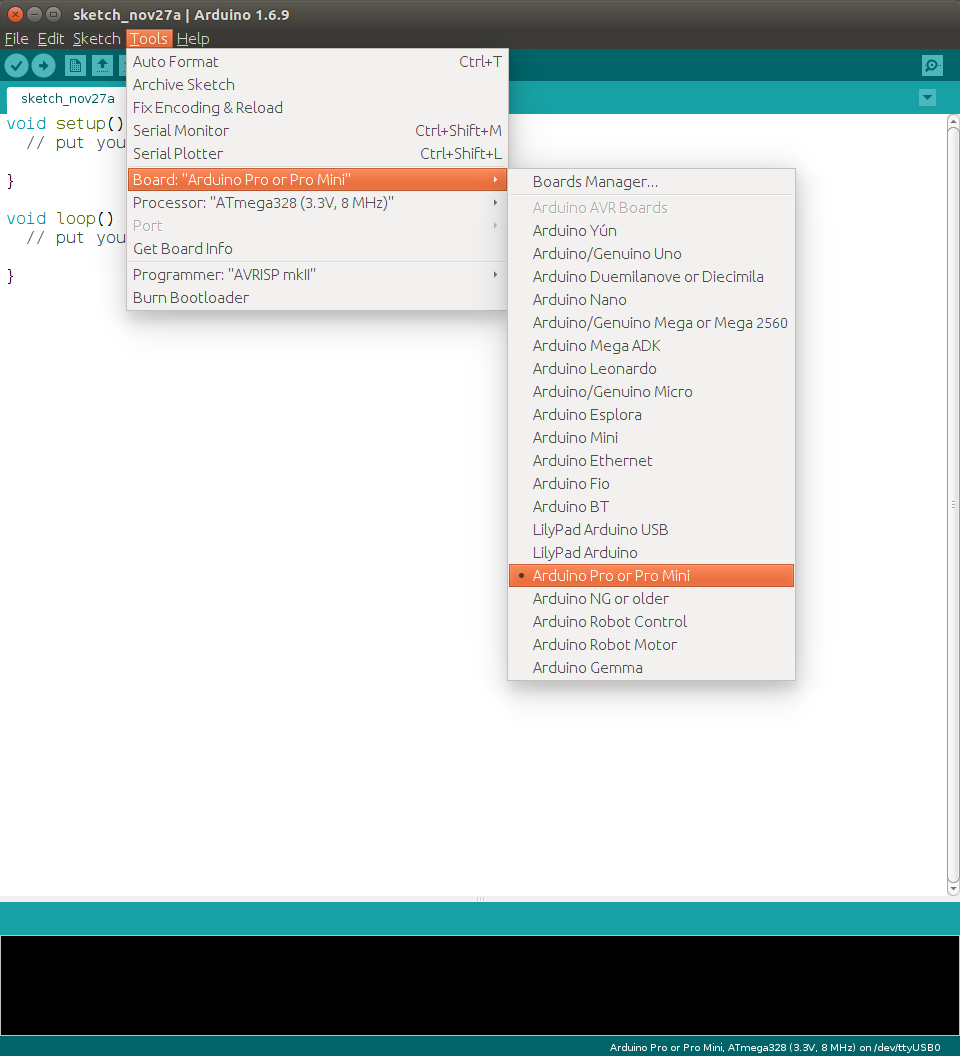 sketch_nov27a | Arduino 1.6.9
File Edit Sketch Tools Help
sketch_nov27a
void setup()
// put you
}
void loop()
// put you
}
Auto Format Ctrl+T
Archive Sketch
Fix Encoding & Reload
Serial Monitor Ctrl+Shift+M
Serial Plotter Ctrl+Shift+L
Board: "Arduino Pro or Pro Mini"
Processor: "ATmega328 (3.3V, 8 MHz)"
Port
Get Board Info
Programmer: "AVRISP mkII"
Burn Bootloader
Boards Manager...
Arduino AVR Boards
Arduino Yún
Arduino/Genuino Uno
Arduino Duemilanove or Diecimila
Arduino Nano
Arduino/Genuino Mega or Mega 2560
Arduino Mega ADK
Arduino Leonardo
Arduino/Genuino Micro
Arduino Esplora
Arduino Mini
Arduino Ethernet
Arduino Fio
Arduino BT
LilyPad Arduino USB
LilyPad Arduino
Arduino Pro or Pro Mini
Arduino NG or older
Arduino Robot Control
Arduino Robot Motor
Arduino Gemma
Arduino Pro or Pro Mini, ATmega328 (3.3V, 8 MHz) on /dev/ttyUSB0